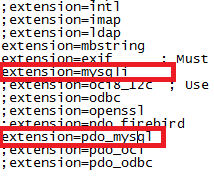 ;extension=intl
;extension=imap
;extension=ldap
extension=mbstring
extension=exif ; Must
extension=mysqli
;extension=oci8_12c ; Use
;extension=odbc
;extension=openssl
;extension=pdo_firebird
extension=pdo_mysql
;extension=pdo_oci
;extension=pdo_odbc